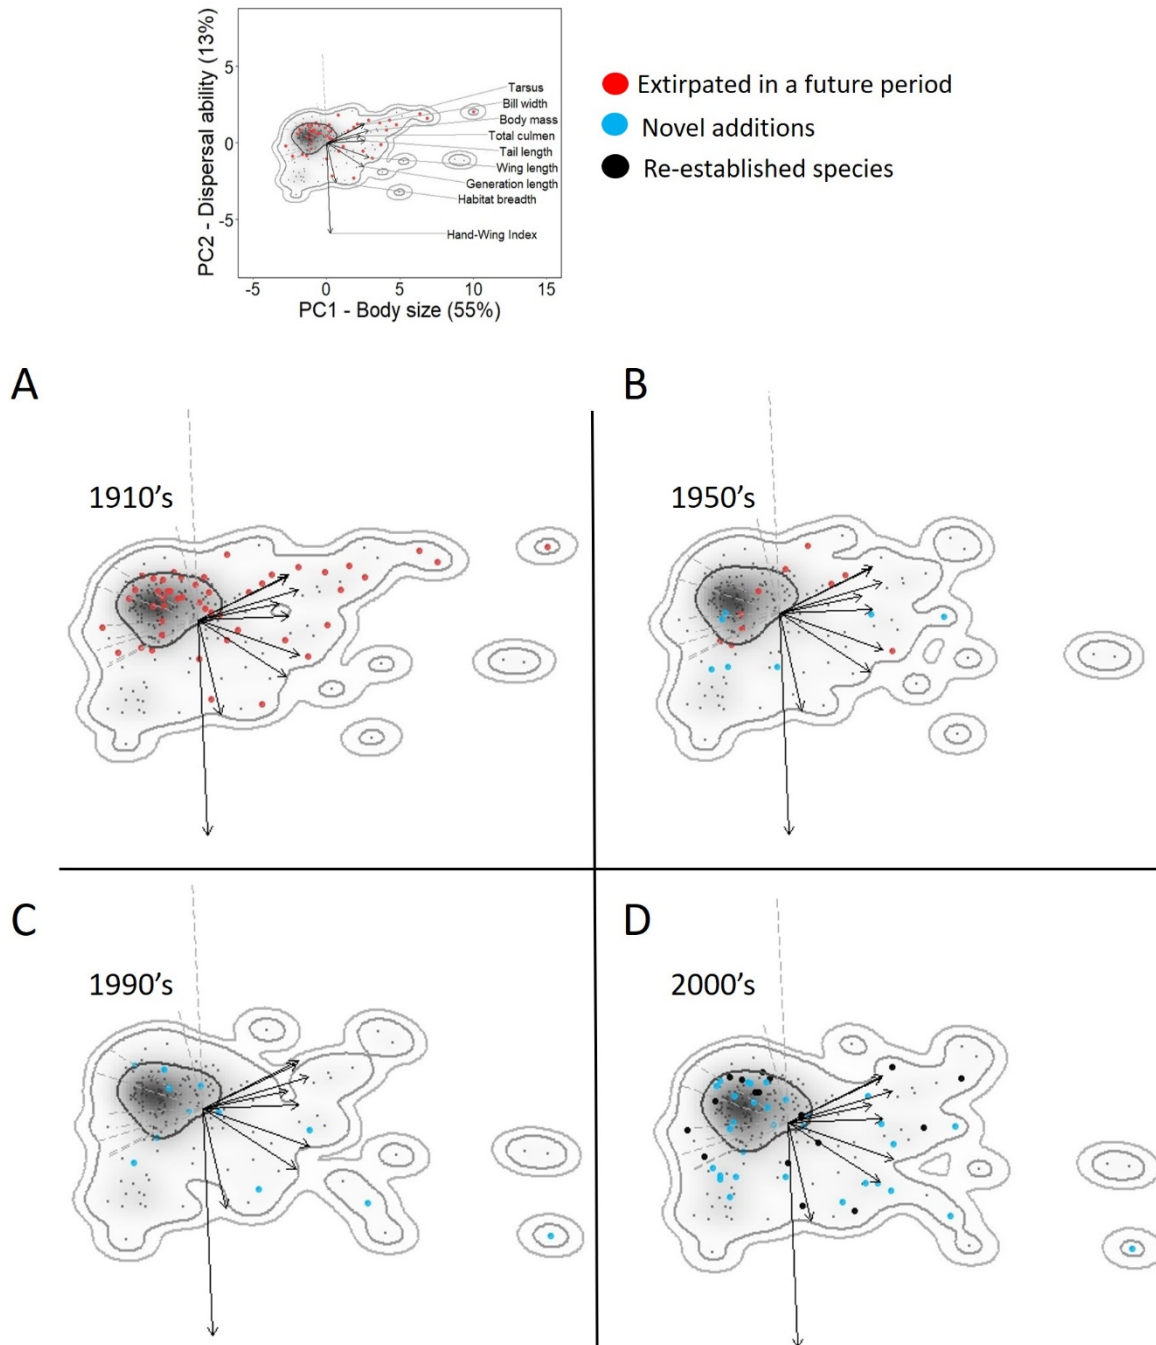 PC2 - Dispersal ability (13%)
5
0
-5
Tarsus
Bill width
Body mass
Total culmen
Tail length
Wing length
Generation length
Habitat breadth
Hand-Wing Index
-5 0 5 10 15
PC1 - Body size (55%)
Extirpated in a future period
Novel additions
Re-established species
A
1910's
B
1950's
C
1990's
D
2000's